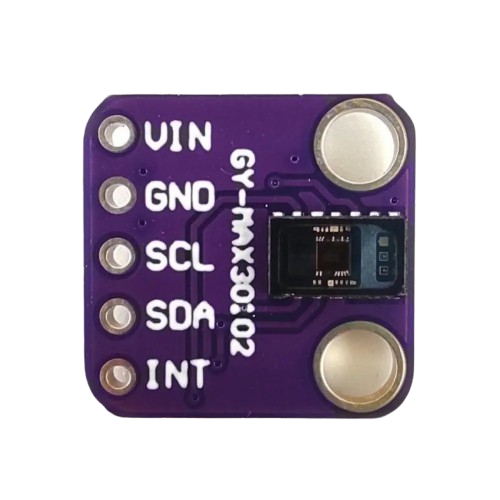 VIN
GND
SCL
SDA
INT
GY-MAX30102